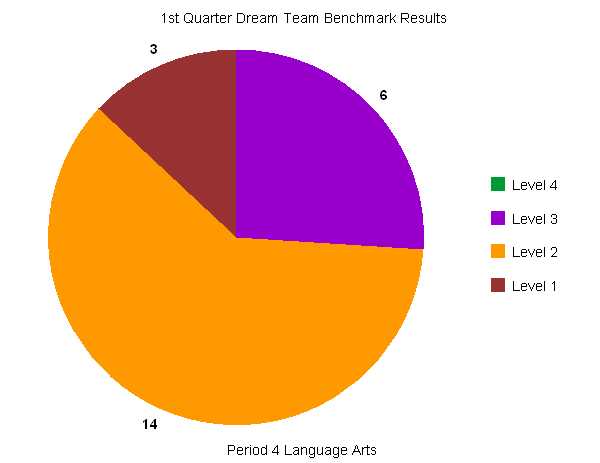 1st Quarter Dream Team Benchmark Results
3
6
Level 4
Level 3
Level 2
Level 1
14
Period 4 Language Arts